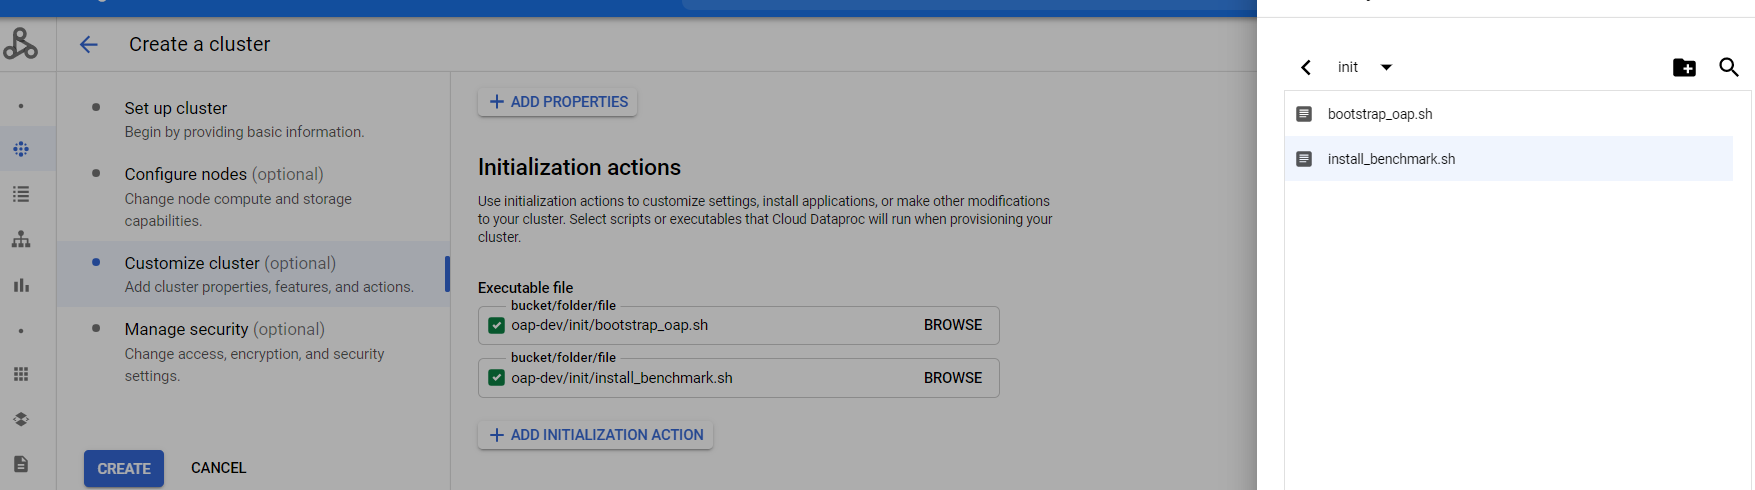 Create a cluster
Set up cluster
Begin by providing basic information.
Configure nodes (optional)
Change node compute and storage
capabilities.
Customize cluster (optional)
Add cluster properties, features, and actions.
Manage security (optional)
Change access, encryption, and security
settings.
CREATE
CANCEL
ADD PROPERTIES
Initialization actions
Use initialization actions to customize settings, install applications, or make other modifications
to your cluster. Select scripts or executables that Cloud Dataproc will run when provisioning your
cluster.
Executable file
bucket/folder/file
oap-dev/init/bootstrap_oap.sh
BROWSE
bucket/folder/file
oap-dev/init/install_benchmark.sh
BROWSE
ADD INITIALIZATION ACTION
init
bootstrap_oap.sh
install_benchmark.sh